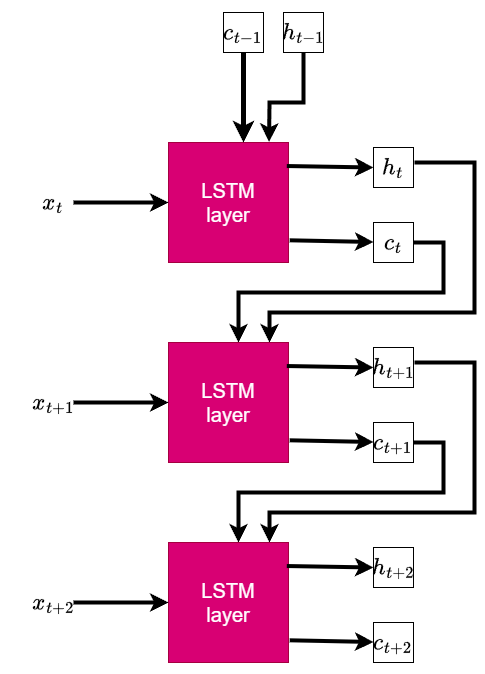 c_{t-1} h_{t-1}
LSTM
layer
x_t
h_t
c_t
LSTM
layer
x_{t+1}
h_{t+1}
c_{t+1}
LSTM
layer
x_{t+2}
h_{t+2}
c_{t+2}